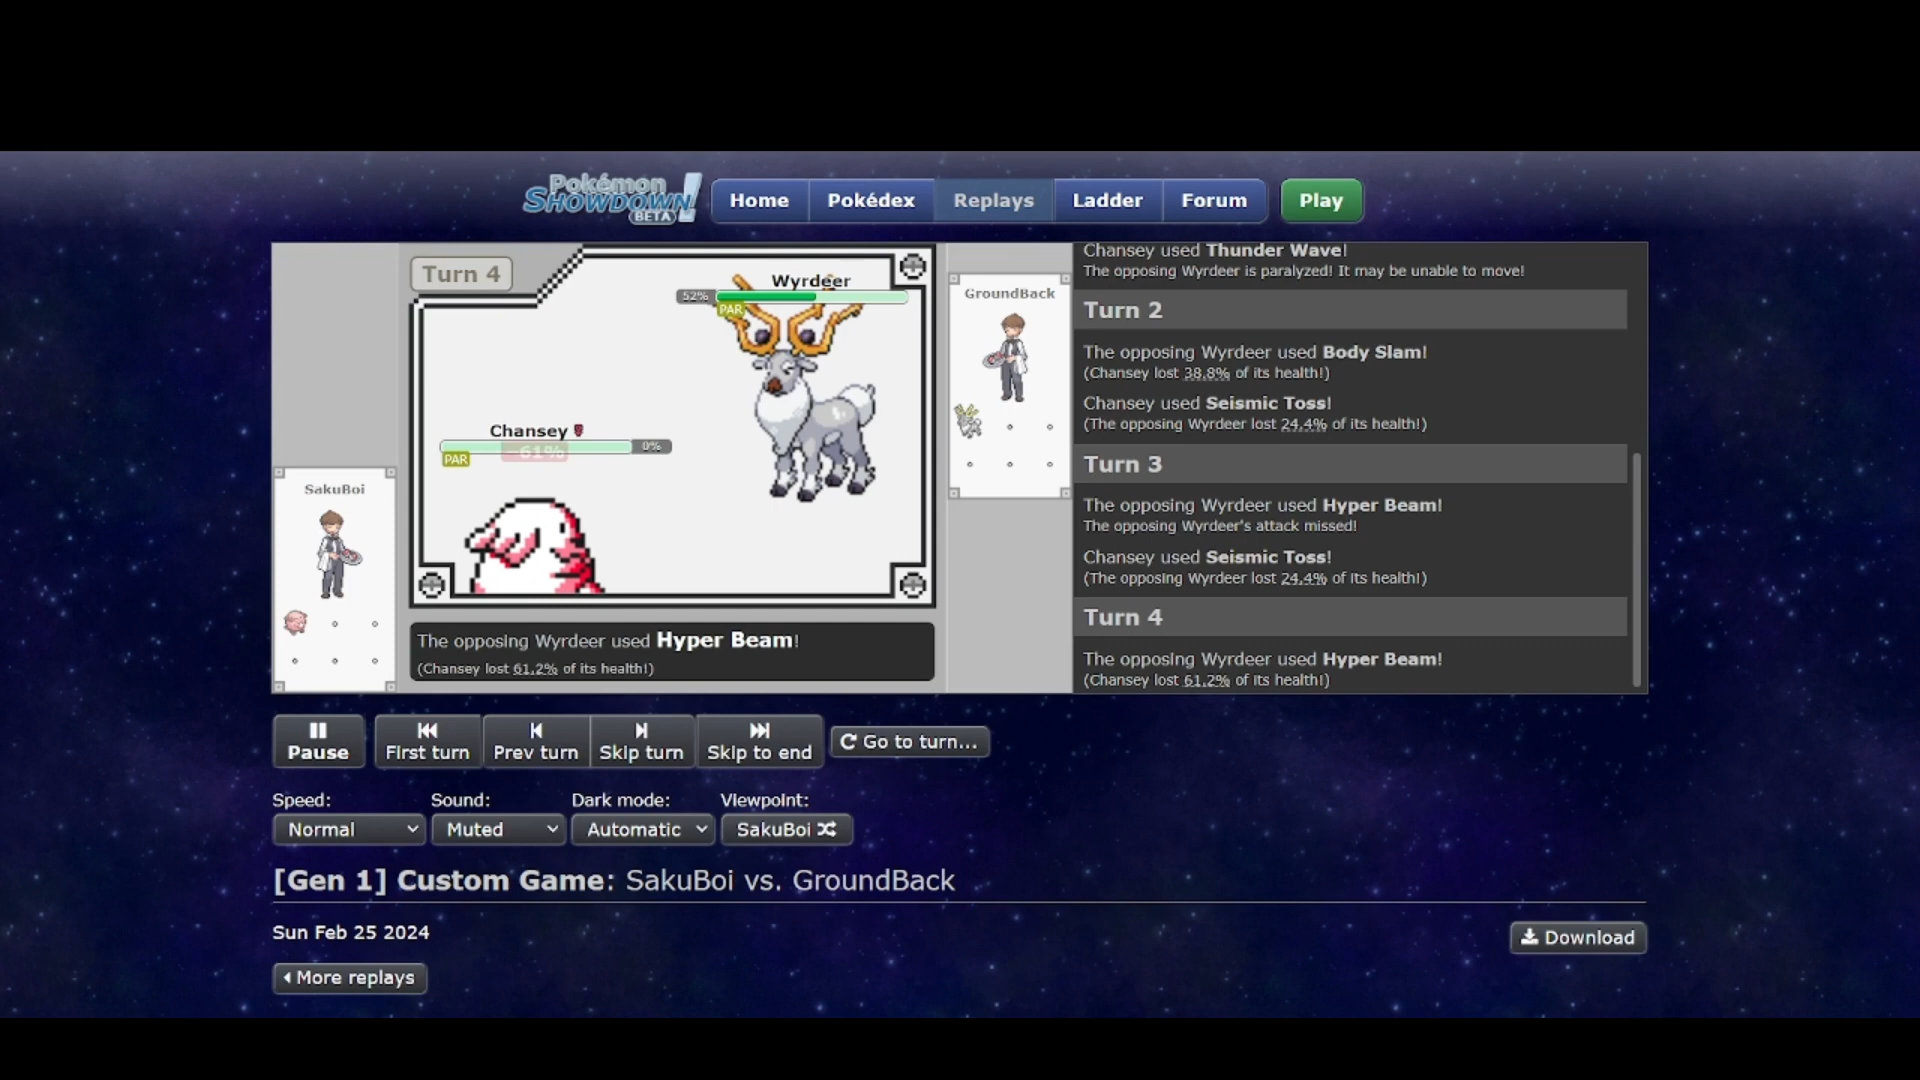 Pokémon
SHOWDOWN!
BETA
Home
Pokédex
Replays
Ladder
Forum
Play
Turn 4
Wyrdeer
52%
PAR
Chansey
0%
PAR
-61%
SakuBoi
GroundBack
The opposing Wyrdeer used Hyper Beam!
(Chansey lost 61.2% of its health!)
Chansey used Thunder Wave!
The opposing Wyrdeer is paralyzed! It may be unable to move!
Turn 2
The opposing Wyrdeer used Body Slam!
(Chansey lost 38.8% of its health!)
Chansey used Seismic Toss!
(The opposing Wyrdeer lost 24.4% of its health!)
Turn 3
The opposing Wyrdeer used Hyper Beam!
The opposing Wyrdeer's attack missed!
Chansey used Seismic Toss!
(The opposing Wyrdeer lost 24.4% of its health!)
Turn 4
The opposing Wyrdeer used Hyper Beam!
(Chansey lost 61.2% of its health!)
Pause
First turn
Prev turn
Skip turn
Skip to end
Go to turn...
Speed:
Sound:
Dark mode:
Viewpoint:
Normal
Muted
Automatic
SakuBoi
[Gen 1] Custom Game: SakuBoi vs. GroundBack
Sun Feb 25 2024
Download
More replays